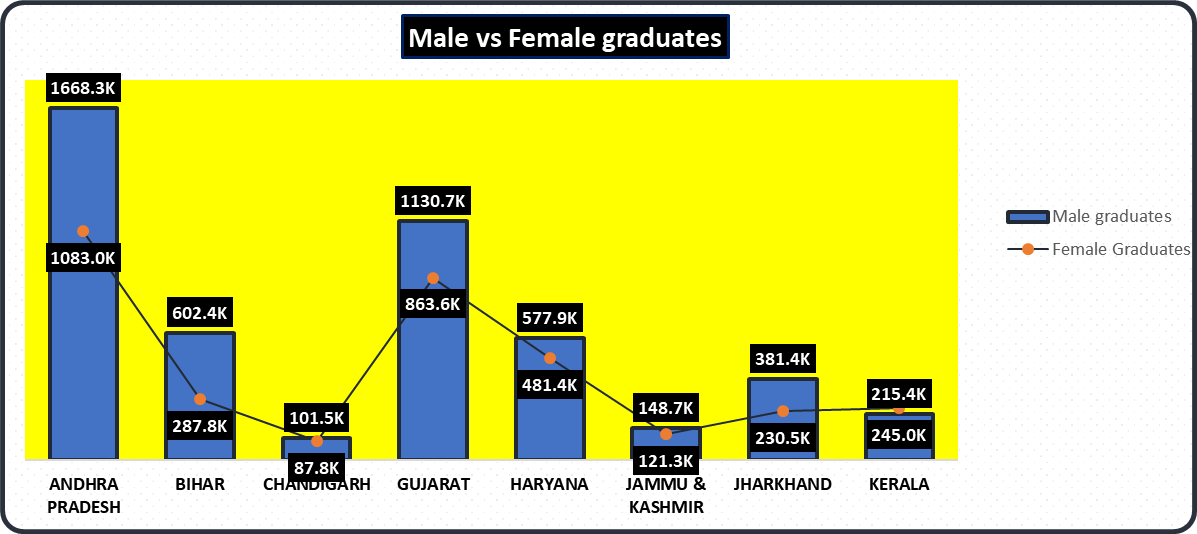 Male vs Female graduates
1668.3K
1083.0K
602.4K
287.8K
101.5K
87.8K
1130.7K
863.6K
577.9K
481.4K
148.7K
121.3K
381.4K
230.5K
215.4K
245.0K
ANDHRA
PRADESH
BIHAR
CHANDIGARH
GUJARAT
HARYANA
JAMMU &
KASHMIR
JHARKHAND
KERALA
Male graduates
Female Graduates